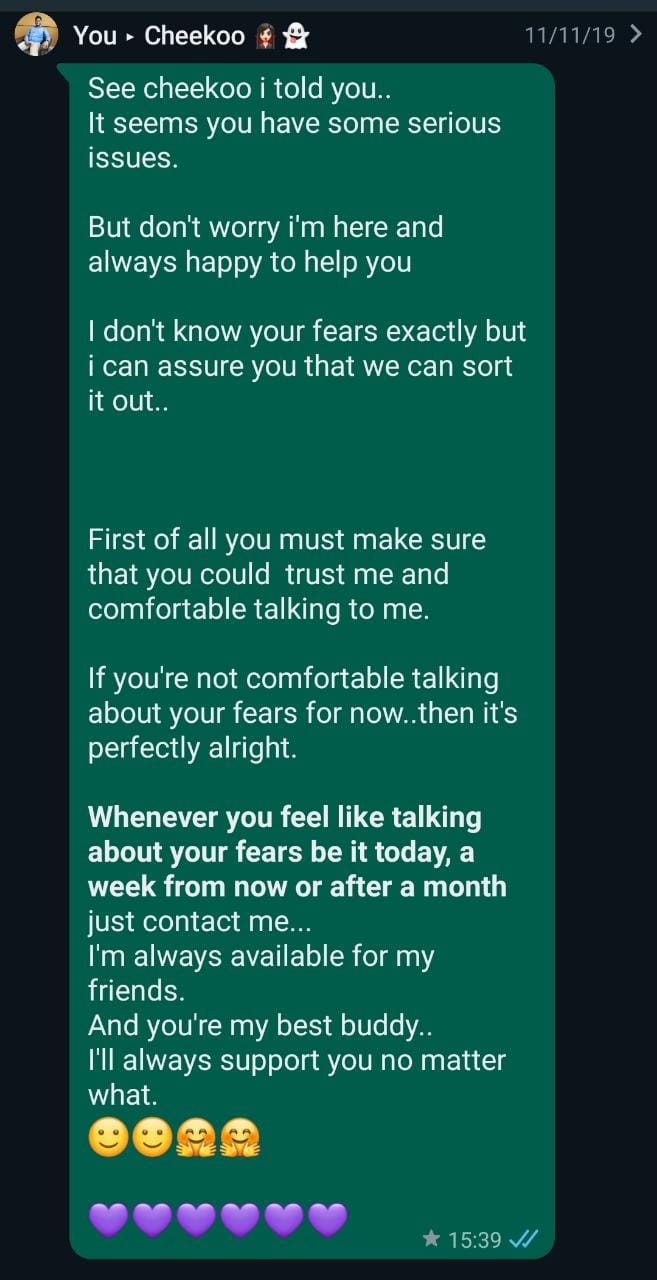 You ▸ Cheekoo 🧛‍♀️👻
11/11/19
See cheekoo i told you..
It seems you have some serious
issues.
But don't worry i'm here and
always happy to help you
I don't know your fears exactly but
i can assure you that we can sort
it out..
First of all you must make sure
that you could  trust me and
comfortable talking to me.
If you're not comfortable talking
about your fears for now..then it's
perfectly alright.
Whenever you feel like talking
about your fears be it today, a
week from now or after a month
just contact me...
I'm always available for my
friends.
And you're my best buddy..
I'll always support you no matter
what.
🙂🙂🤗🤗
💜💜💜💜💜💜
★ 15:39